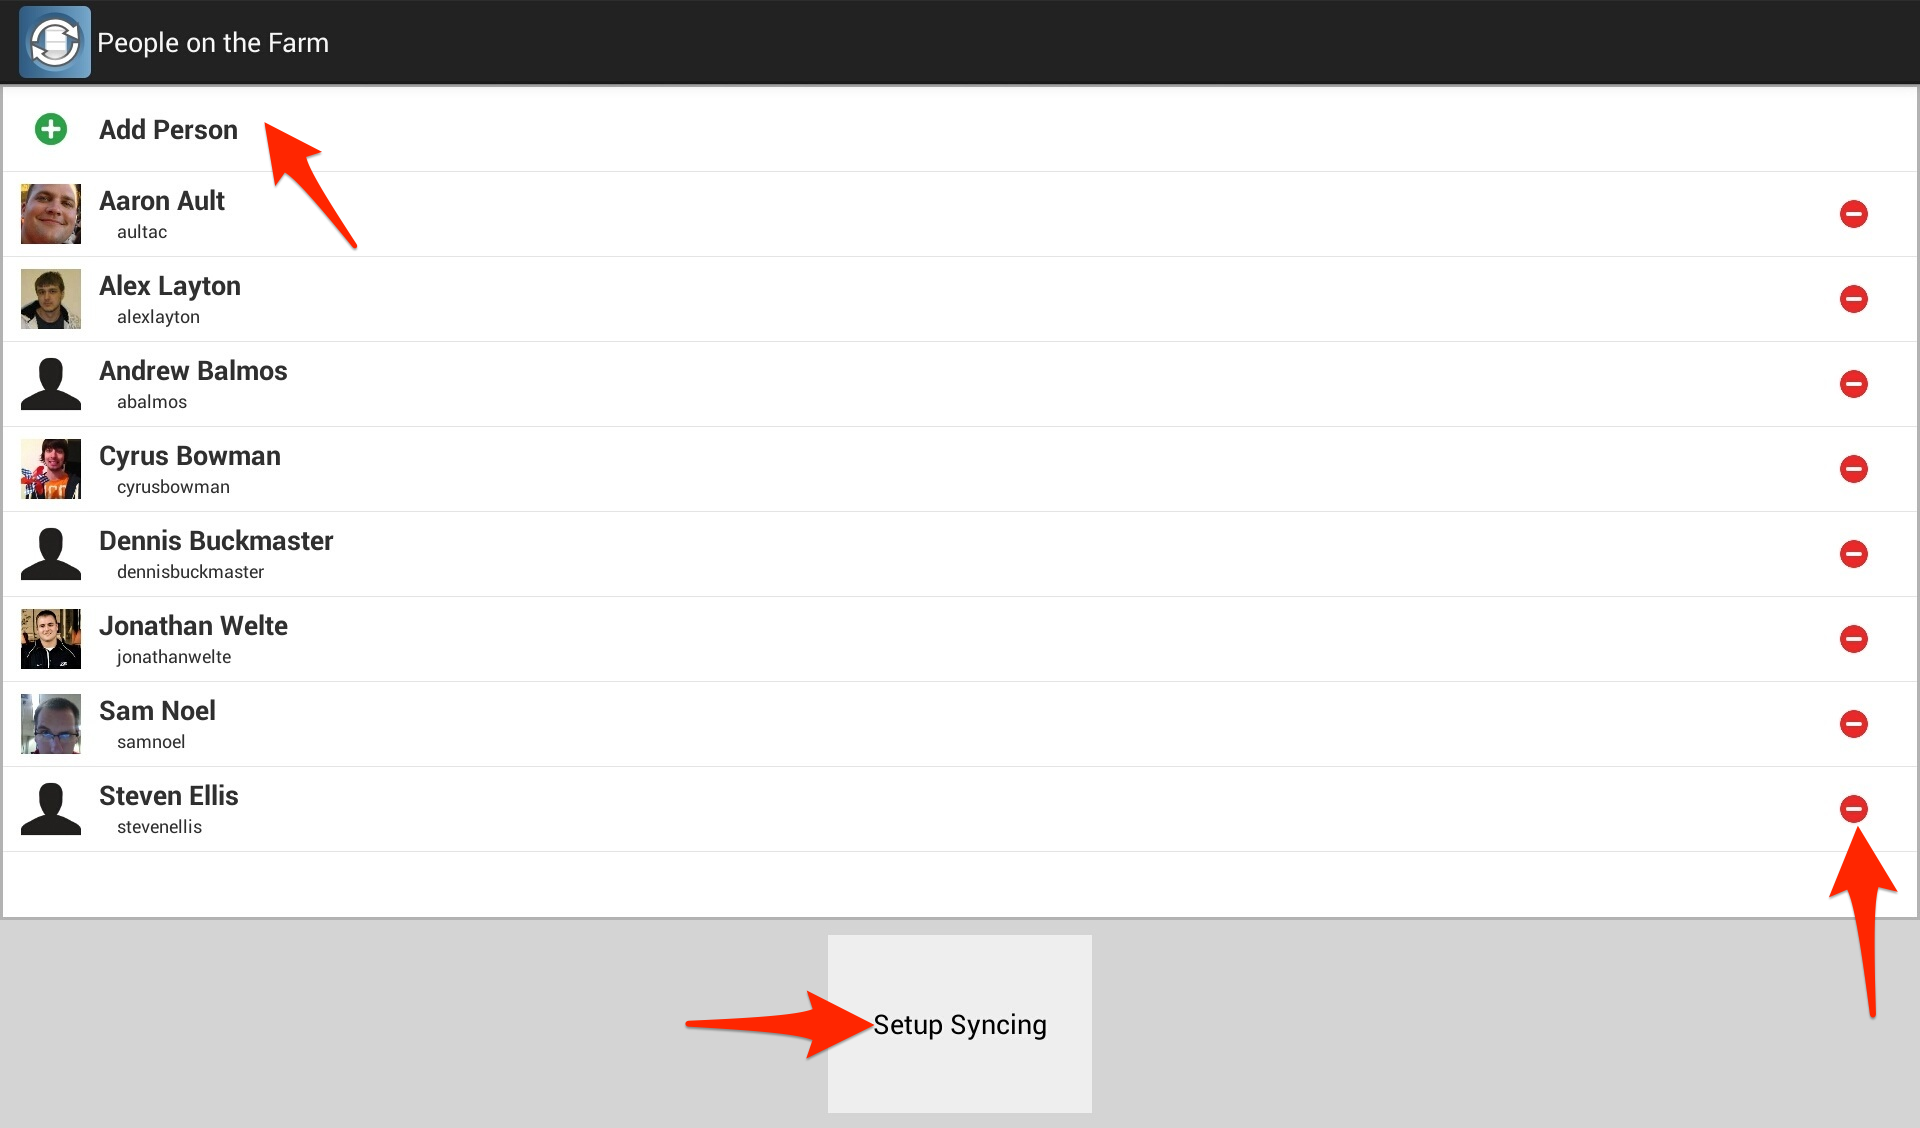 People on the Farm
Add Person
Aaron Ault
aultac
Alex Layton
alexlayton
Andrew Balmos
abalmos
Cyrus Bowman
cyrusbowman
Dennis Buckmaster
dennisbuckmaster
Jonathan Welte
jonathanwelte
Sam Noel
samnoel
Steven Ellis
stevenellis
Setup Syncing